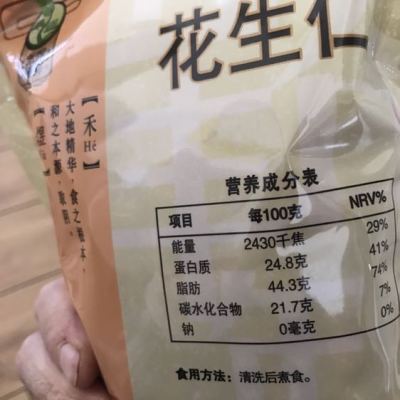 花生仁
【禾Hé】
大地精华，食之根本，
和之本源，
营养成分表
项目 每100克 NRV%
能量 2430千焦 29%
蛋白质 24.8克 41%
脂肪 44.3克 74%
碳水化合物 21.7克 7%
钠 0毫克 0%
食用方法：清洗后煮食。